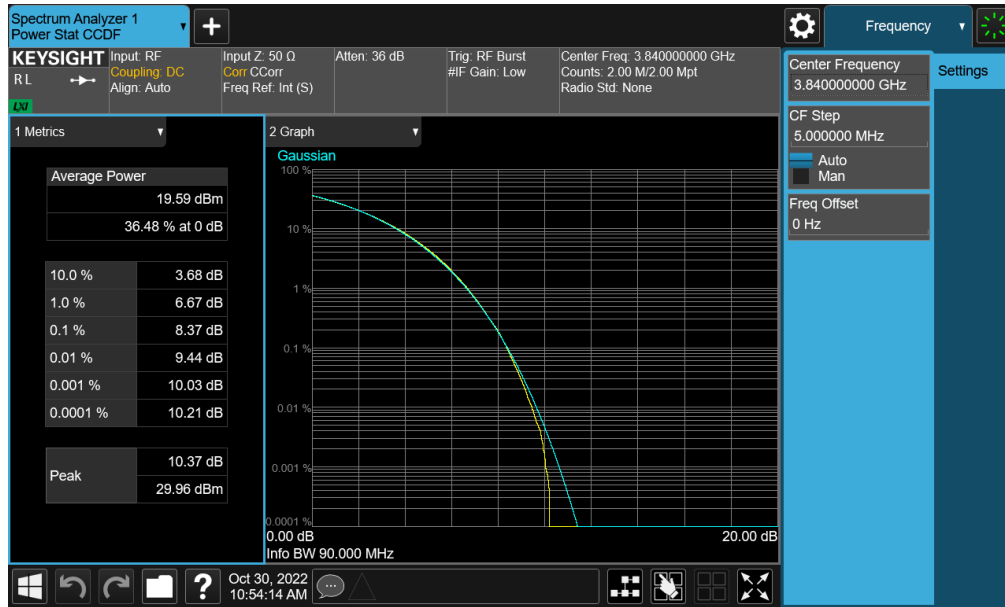 Spectrum Analyzer 1
Power Stat CCDF
+
Frequency
KEYSIGHT
R L
LXI
Input: RF
Coupling: DC
Align: Auto
Input Z: 50 Ω
Corr CCorr
Freq Ref: Int (S)
Atten: 36 dB
Trig: RF Burst
#IF Gain: Low
Center Freq: 3.840000000 GHz
Counts: 2.00 M/2.00 Mpt
Radio Std: None
Center Frequency
3.840000000 GHz
Settings
CF Step
5.000000 MHz
Auto
Man
Freq Offset
0 Hz
1 Metrics
Average Power
19.59 dBm
36.48 % at 0 dB
10.0 % 3.68 dB
1.0 % 6.67 dB
0.1 % 8.37 dB
0.01 % 9.44 dB
0.001 % 10.03 dB
0.0001 % 10.21 dB
Peak
10.37 dB
29.96 dBm
2 Graph
Gaussian
100 %
10 %
1 %
0.1 %
0.01 %
0.001 %
0.0001 %
0.00 dB 20.00 dB
Info BW 90.000 MHz
?
Oct 30, 2022
10:54:14 AM